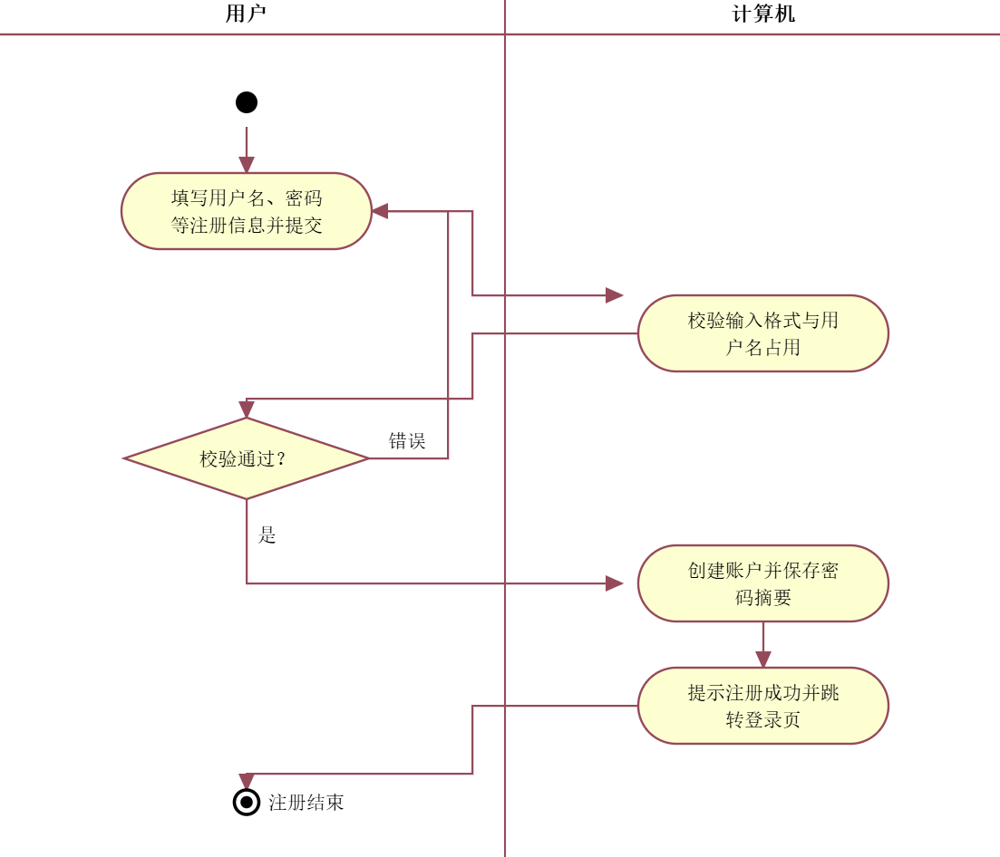 用户
计算机
填写用户名、密码
等注册信息并提交
校验输入格式与用
户名占用
错误
校验通过？
是
创建账户并保存密
码摘要
提示注册成功并跳
转登录页
注册结束